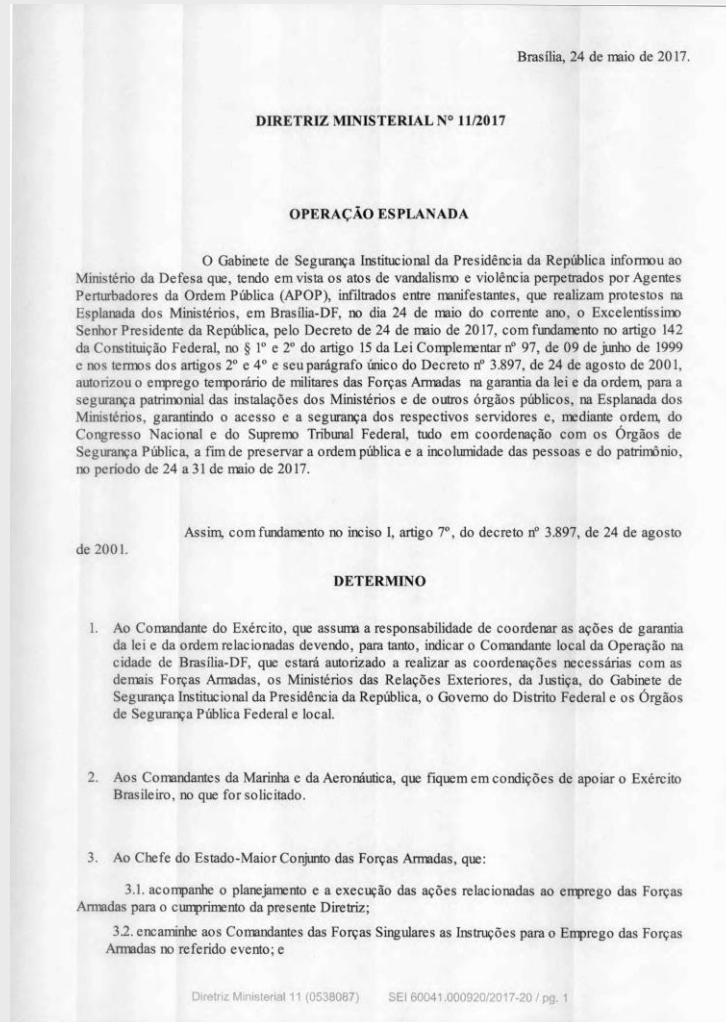 Brasília, 24 de maio de 2017.
DIRETRIZ MINISTERIAL Nº 11/2017
OPERAÇÃO ESPLANADA
O Gabinete de Segurança Institucional da Presidência da República informou ao
Ministério da Defesa que, tendo em vista os atos de vandalismo e violência perpetrados por Agentes
Perturbadores da Ordem Pública (APOP), infiltrados entre manifestantes, que realizam protestos na
Esplanada dos Ministérios, em Brasília-DF, no dia 24 de maio do corrente ano, o Excelentíssimo
Senhor Presidente da República, pelo Decreto de 24 de maio de 2017, com fundamento no artigo 142
da Constituição Federal, no § 1º e 2º do artigo 15 da Lei Complementar nº 97, de 09 de junho de 1999
e nos termos dos artigos 2º e 4º e seu parágrafo único do Decreto nº 3.897, de 24 de agosto de 2001,
autorizou o emprego temporário de militares das Forças Armadas na garantia da lei e da ordem, para a
segurança patrimonial das instalações dos Ministérios e de outros órgãos públicos, na Esplanada dos
Ministérios, garantindo o acesso e a segurança dos respectivos servidores e, mediante ordem, do
Congresso Nacional e do Supremo Tribunal Federal, tudo em coordenação com os Órgãos de
Segurança Pública, a fim de preservar a ordem pública e a incolumidade das pessoas e do patrimônio,
no período de 24 a 31 de maio de 2017.
Assim, com fundamento no inciso I, artigo 7º, do decreto nº 3.897, de 24 de agosto
de 2001.
DETERMINO
1. Ao Comandante do Exército, que assuma a responsabilidade de coordenar as ações de garantia
da lei e da ordem relacionadas devendo, para tanto, indicar o Comandante local da Operação na
cidade de Brasília-DF, que estará autorizado a realizar as coordenações necessárias com as
demais Forças Armadas, os Ministérios das Relações Exteriores, da Justiça, do Gabinete de
Segurança Institucional da Presidência da República, o Governo do Distrito Federal e os Órgãos
de Segurança Pública Federal e local.
2. Aos Comandantes da Marinha e da Aeronáutica, que fiquem em condições de apoiar o Exército
Brasileiro, no que for solicitado.
3. Ao Chefe do Estado-Maior Conjunto das Forças Armadas, que:
3.1. acompanhe o planejamento e a execução das ações relacionadas ao emprego das Forças
Armadas para o cumprimento da presente Diretriz;
3.2. encaminhe aos Comandantes das Forças Singulares as Instruções para o Emprego das Forças
Armadas no referido evento; e
Diretriz Ministerial 11 (0538087) SEI 60041.000920/2017-20 / pg. 1